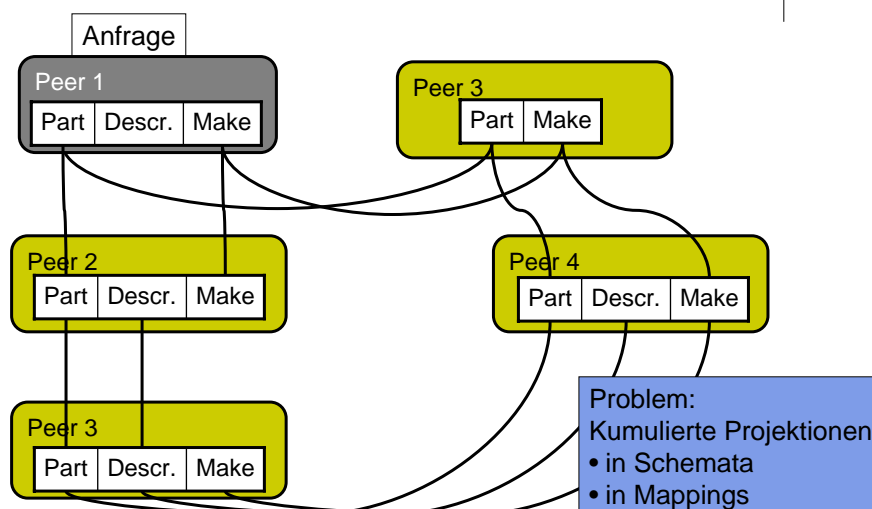 Anfrage
Peer 1
Part Descr. Make
Peer 3
Part Make
Peer 2
Part Descr. Make
Peer 4
Part Descr. Make
Peer 3
Part Descr. Make
Problem:
Kumulierte Projektionen
• in Schemata
• in Mappings